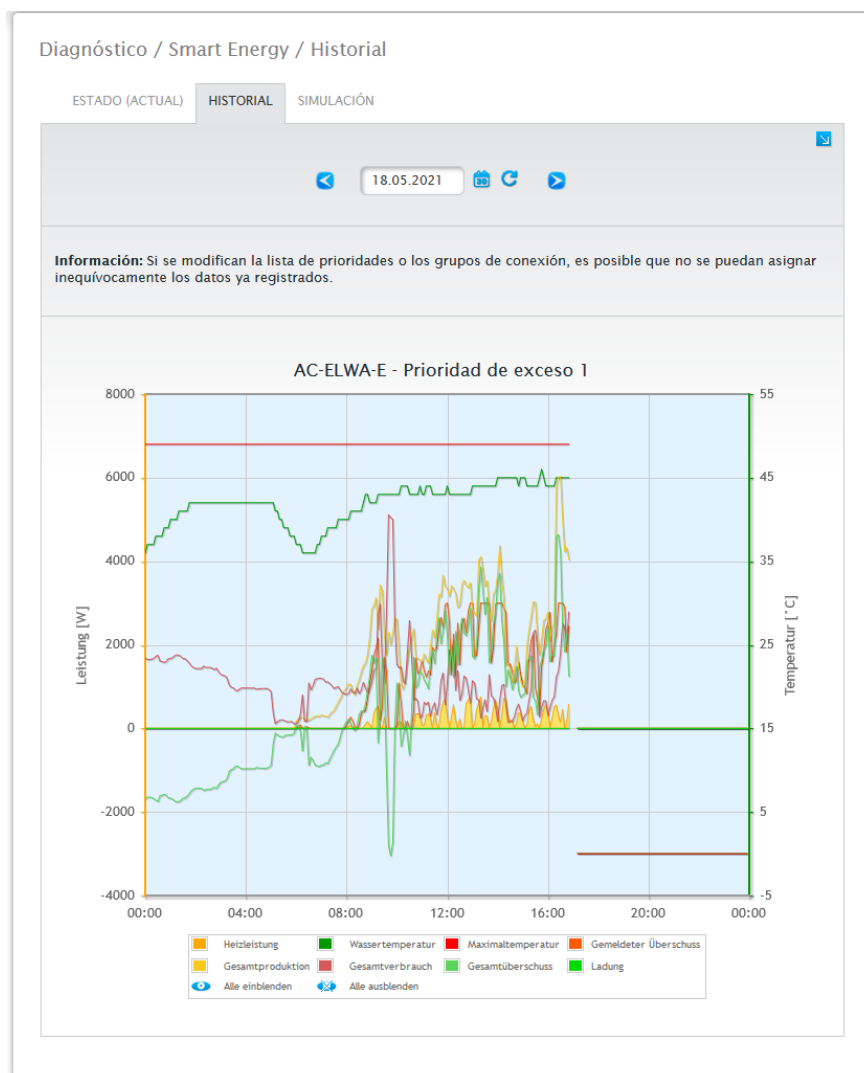 Diagnóstico / Smart Energy / Historial
ESTADO (ACTUAL) HISTORIAL SIMULACIÓN
18.05.2021 30
Información: Si se modifican la lista de prioridades o los grupos de conexión, es posible que no se puedan asignar
inequívocamente los datos ya registrados.
AC-ELWA-E - Prioridad de exceso 1
8000 55
6000 45
4000 35
Leistung [W]
Temperatur [°C]
2000 25
0 15
-2000 5
-4000 -5
00:00 04:00 08:00 12:00 16:00 20:00 00:00
Heizleistung Wassertemperatur Maximaltemperatur Gemeldeter Überschuss
Gesamtproduktion Gesamtverbrauch Gesamtüberschuss Ladung
Alle einblenden Alle ausblenden